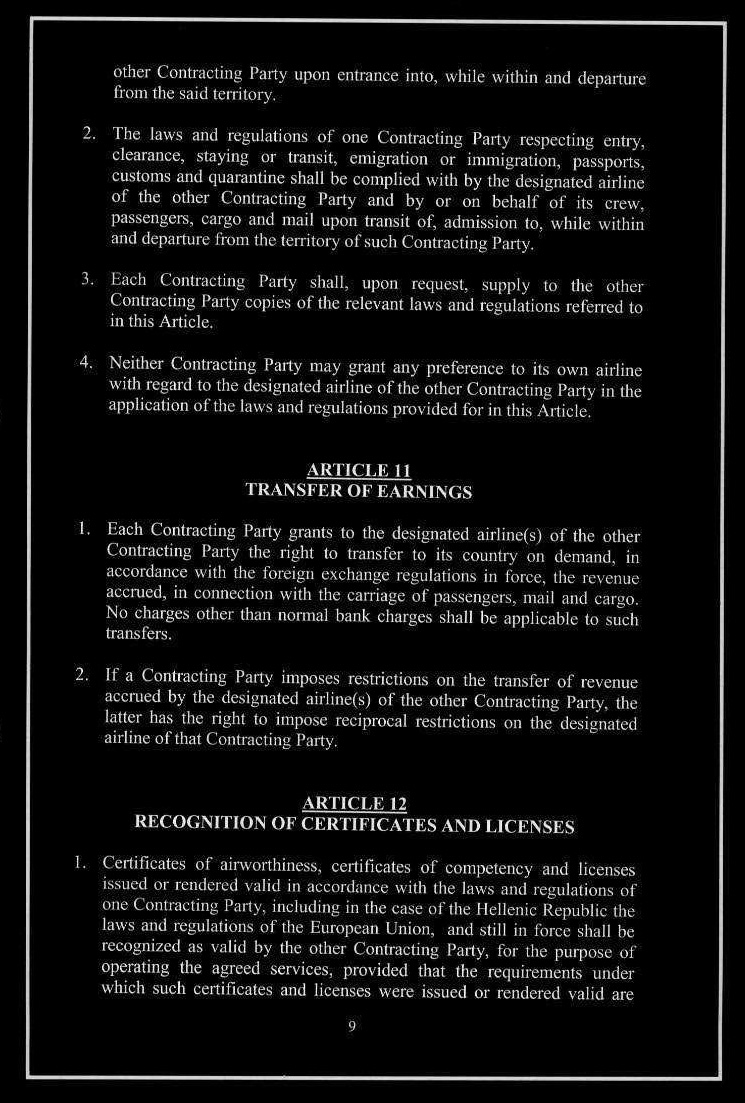 other Contracting Party upon entrance into, while within and departure
from the said territory.
2. The laws and regulations of one Contracting Party respecting entry,
clearance, staying or transit, emigration or immigration, passports,
customs and quarantine shall be complied with by the designated airline
of the other Contracting Party and by or on behalf of its crew,
passengers, cargo and mail upon transit of, admission to, while within
and departure from the territory of such Contracting Party.
3. Each Contracting Party shall, upon request, supply to the other
Contracting Party copies of the relevant laws and regulations referred to
in this Article.
4. Neither Contracting Party may grant any preference to its own airline
with regard to the designated airline of the other Contracting Party in the
application of the laws and regulations provided for in this Article.
ARTICLE 11
TRANSFER OF EARNINGS
1. Each Contracting Party grants to the designated airline(s) of the other
Contracting Party the right to transfer to its country on demand, in
accordance with the foreign exchange regulations in force, the revenue
accrued, in connection with the carriage of passengers, mail and cargo.
No charges other than normal bank charges shall be applicable to such
transfers.
2. If a Contracting Party imposes restrictions on the transfer of revenue
accrued by the designated airline(s) of the other Contracting Party, the
latter has the right to impose reciprocal restrictions on the designated
airline of that Contracting Party.
ARTICLE 12
RECOGNITION OF CERTIFICATES AND LICENSES
1. Certificates of airworthiness, certificates of competency and licenses
issued or rendered valid in accordance with the laws and regulations of
one Contracting Party, including in the case of the Hellenic Republic the
laws and regulations of the European Union, and still in force shall be
recognized as valid by the other Contracting Party, for the purpose of
operating the agreed services, provided that the requirements under
which such certificates and licenses were issued or rendered valid are
9